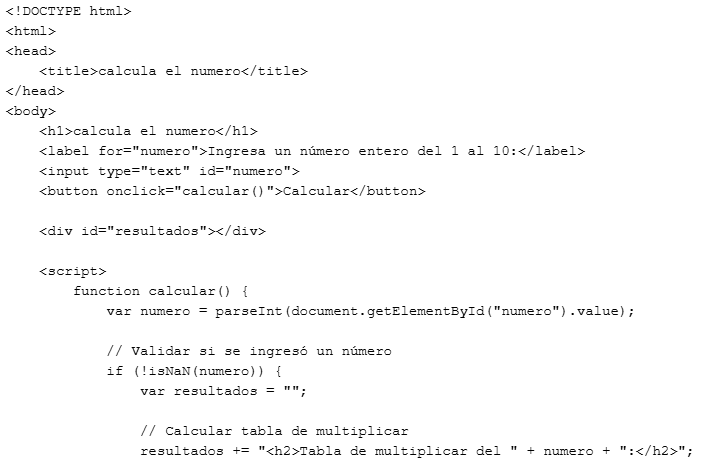 <!DOCTYPE html>
<html>
<head>
    <title>calcula el numero</title>
</head>
<body>
    <h1>calcula el numero</h1>
    <label for="numero">Ingresa un número entero del 1 al 10:</label>
    <input type="text" id="numero">
    <button onclick="calcular()">Calcular</button>

    <div id="resultados"></div>

    <script>
        function calcular() {
            var numero = parseInt(document.getElementById("numero").value);

            // Validar si se ingresó un número
            if (!isNaN(numero)) {
                var resultados = "";

                // Calcular tabla de multiplicar
                resultados += "<h2>Tabla de multiplicar del " + numero + ":</h2>";